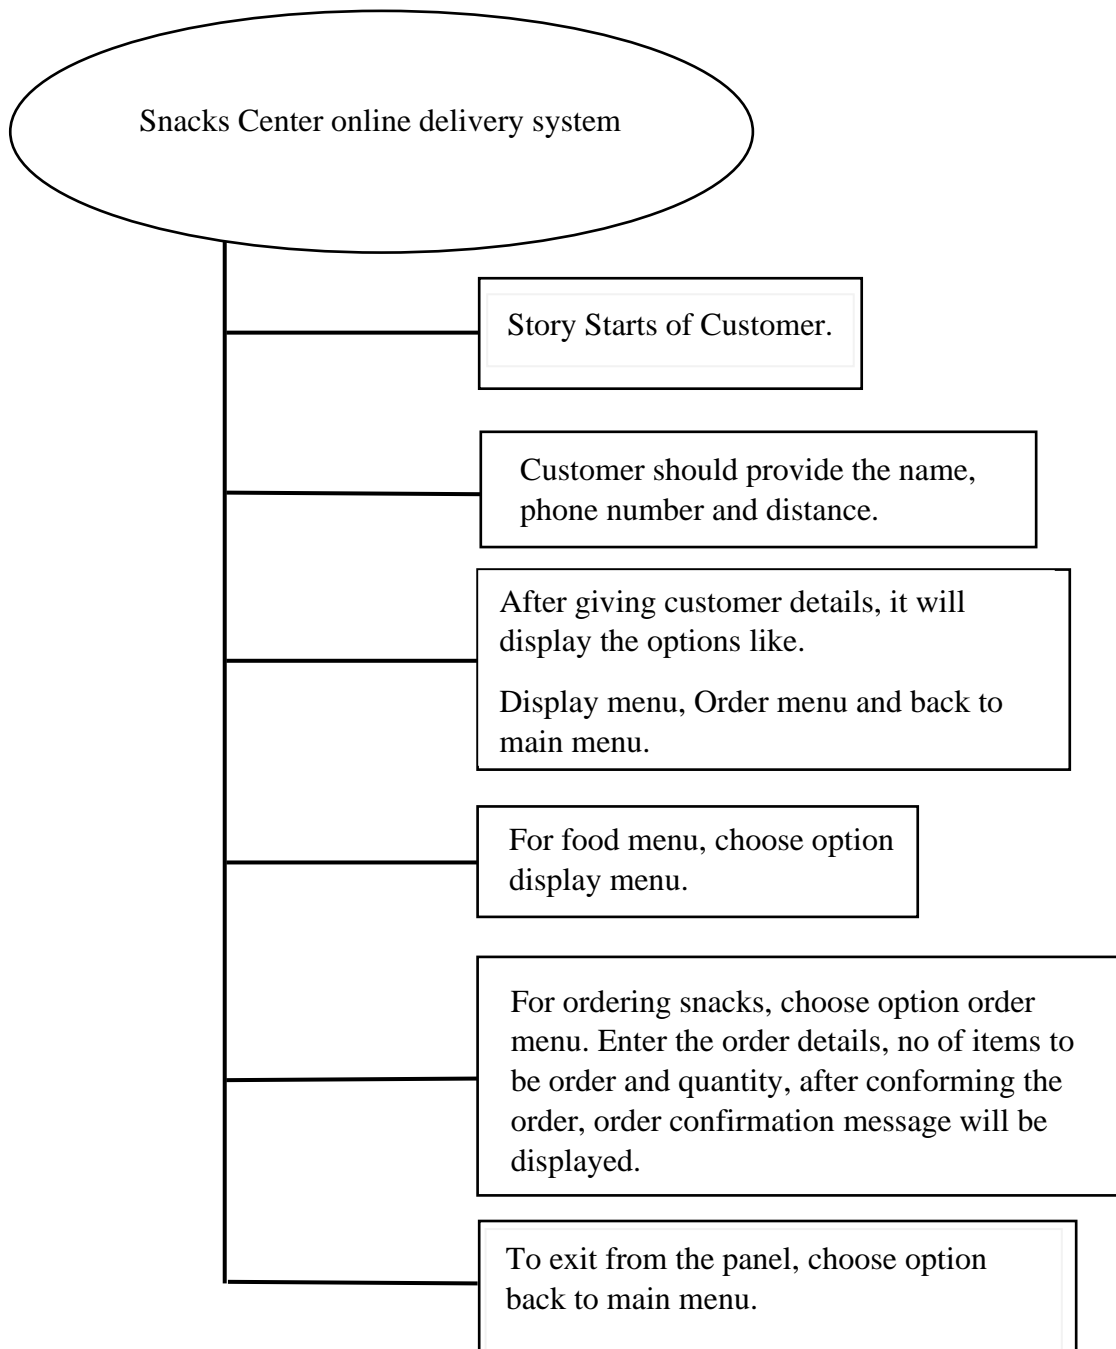 Snacks Center online delivery system
Story Starts of Customer.
Customer should provide the name,
phone number and distance.
After giving customer details, it will
display the options like.
Display menu, Order menu and back to
main menu.
For food menu, choose option
display menu.
For ordering snacks, choose option order
menu. Enter the order details, no of items to
be order and quantity, after conforming the
order, order confirmation message will be
displayed.
To exit from the panel, choose option
back to main menu.